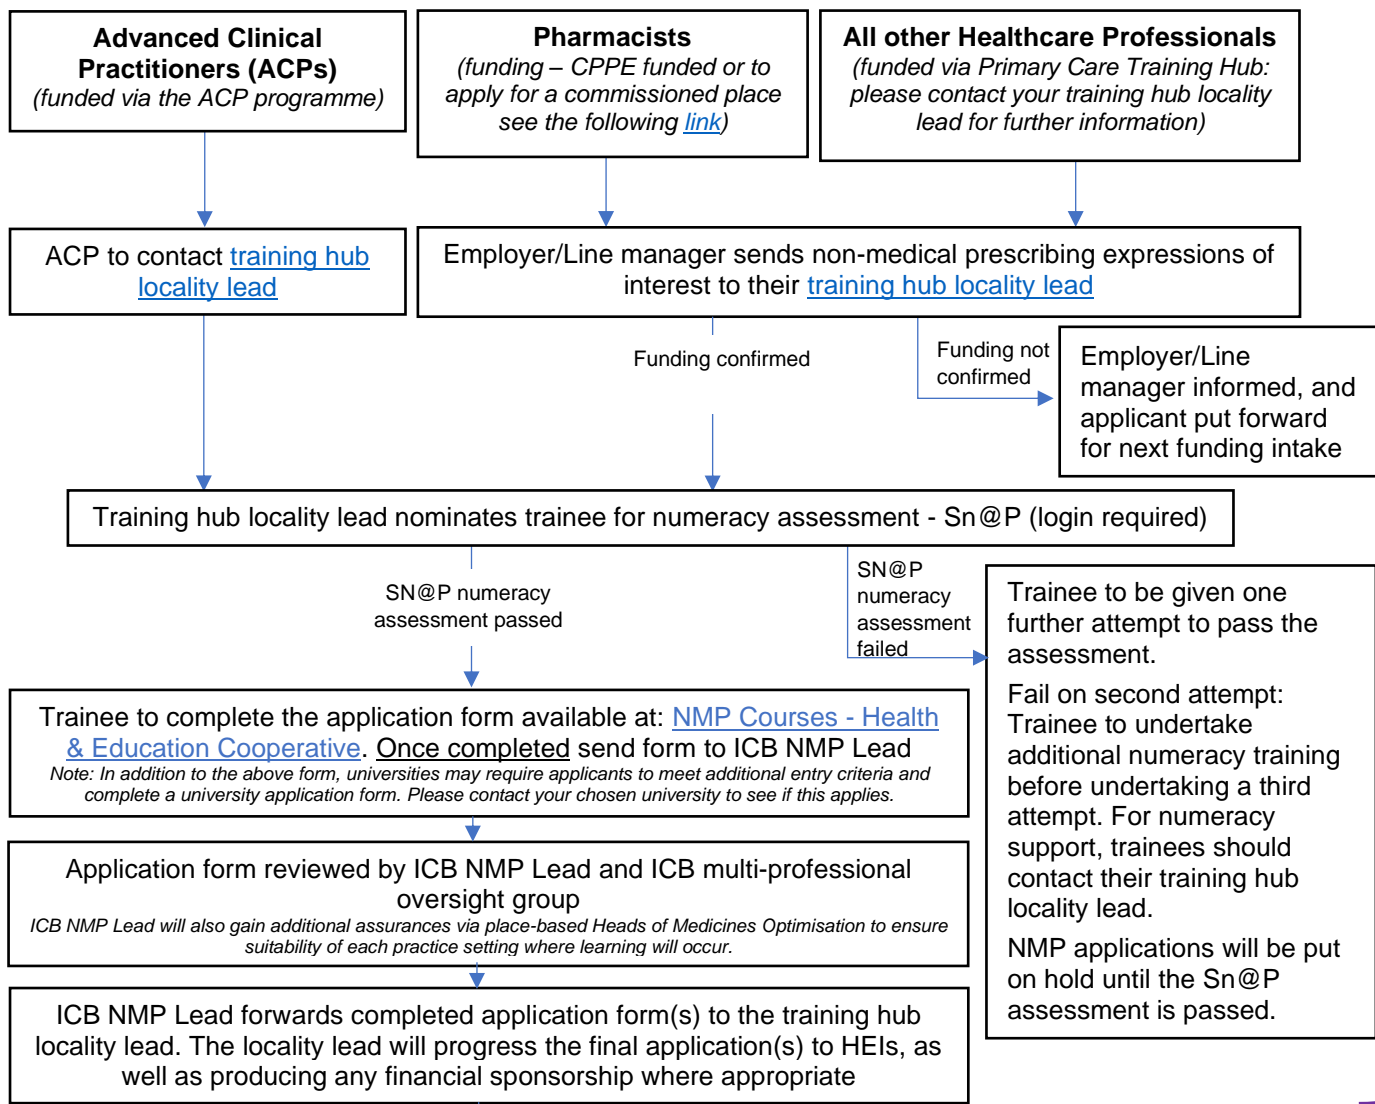 Advanced Clinical
Practitioners (ACPs)
(funded via the ACP programme)
Pharmacists
(funding – CPPE funded or to
apply for a commissioned place
see the following link)
All other Healthcare Professionals
(funded via Primary Care Training Hub:
please contact your training hub locality
lead for further information)
ACP to contact training hub
locality lead
Employer/Line manager sends non-medical prescribing expressions of
interest to their training hub locality lead
Funding confirmed
Funding not
confirmed
Employer/Line
manager informed, and
applicant put forward
for next funding intake
Training hub locality lead nominates trainee for numeracy assessment - Sn@P (login required)
SN@P numeracy
assessment passed
SN@P
numeracy
assessment
failed
Trainee to be given one
further attempt to pass the
assessment.
Fail on second attempt:
Trainee to undertake
additional numeracy training
before undertaking a third
attempt. For numeracy
support, trainees should
contact their training hub
locality lead.
NMP applications will be put
on hold until the Sn@P
assessment is passed.
Trainee to complete the application form available at: NMP Courses - Health
& Education Cooperative. Once completed send form to ICB NMP Lead
Note: In addition to the above form, universities may require applicants to meet additional entry criteria and
complete a university application form. Please contact your chosen university to see if this applies.
Application form reviewed by ICB NMP Lead and ICB multi-professional
oversight group
ICB NMP Lead will also gain additional assurances via place-based Heads of Medicines Optimisation to ensure
suitability of each practice setting where learning will occur.
ICB NMP Lead forwards completed application form(s) to the training hub
locality lead. The locality lead will progress the final application(s) to HEIs, as
well as producing any financial sponsorship where appropriate